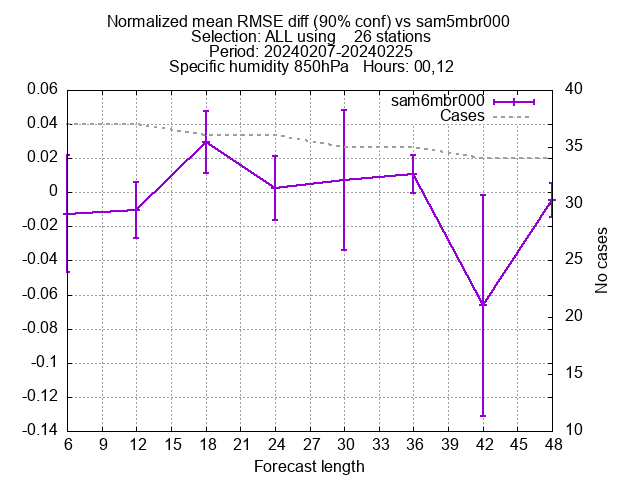 Normalized mean RMSE diff (90% conf) vs sam5mbr000
Selection: ALL using    26 stations
Period: 20240207-20240225
Specific humidity 850hPa   Hours: 00,12
sam6mbr000
Cases
0.06
0.04
0.02
0
-0.02
-0.04
-0.06
-0.08
-0.1
-0.12
-0.14
40
35
30
25
20
15
10
No cases
6 9 12 15 18 21 24 27 30 33 36 39 42 45 48
Forecast length